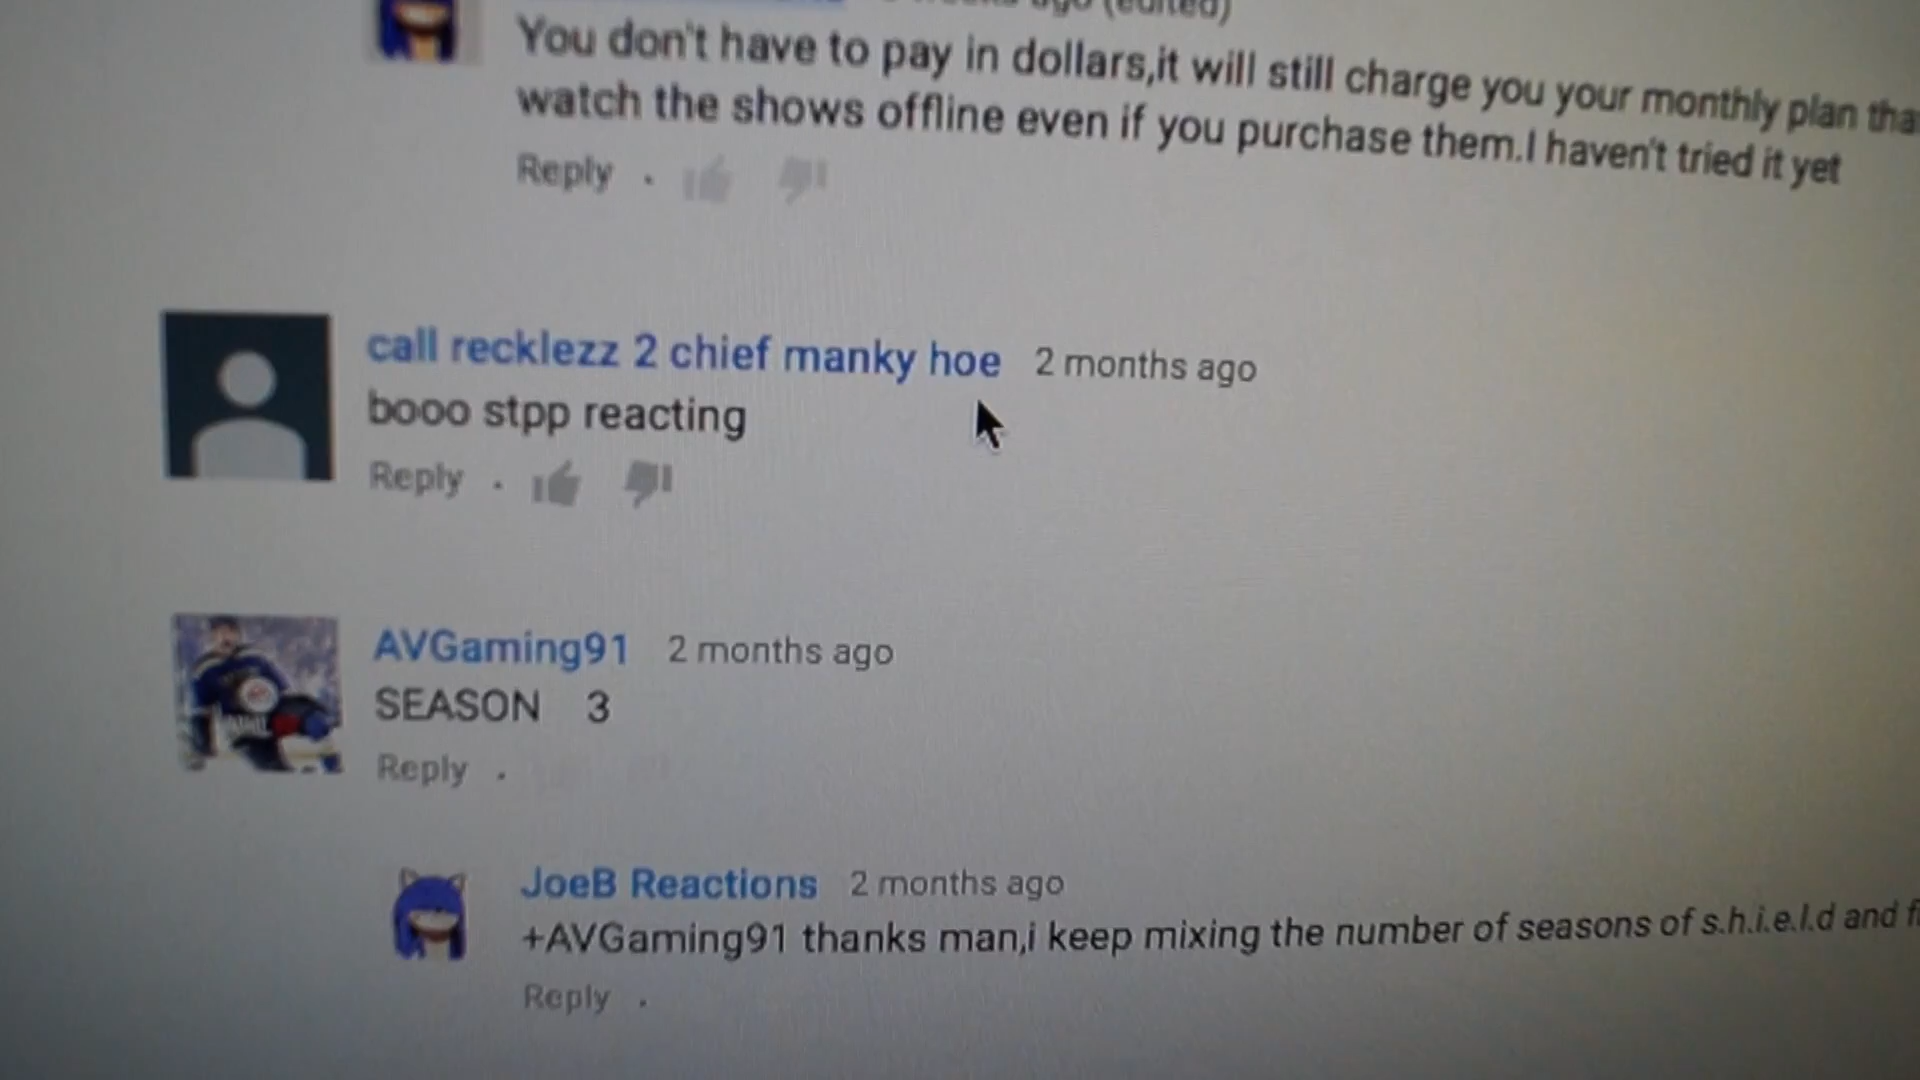 ago (edited)
You don't have to pay in dollars,it will still charge you your monthly plan tha
watch the shows offline even if you purchase them.I haven't tried it yet
Reply .
call recklezz 2 chief manky hoe 2 months ago
booo stpp reacting
Reply .
AVGaming91 2 months ago
SEASON 3
Reply .
JoeB Reactions 2 months ago
+AVGaming91 thanks man,i keep mixing the number of seasons of s.h.i.e.l.d and
Reply .